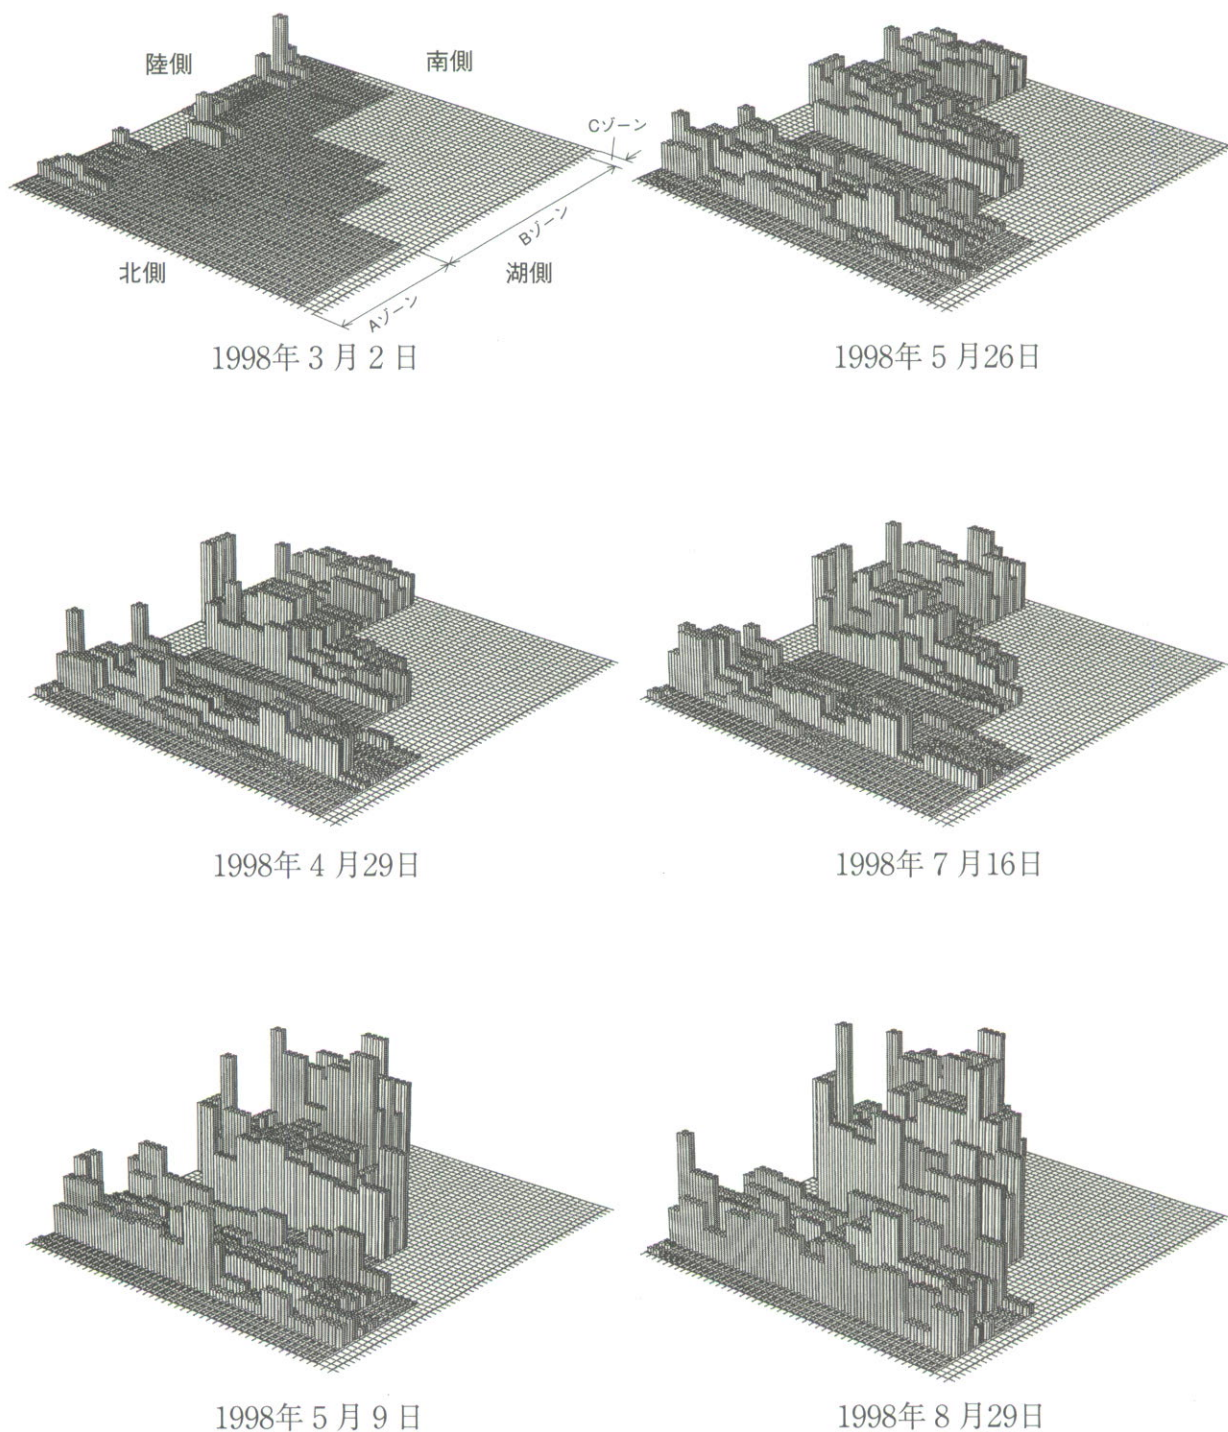 陸側
南側
Cゾーン
Bゾーン
Aゾーン
北側
湖側
1998年 3 月 2 日
1998年 5 月26日
1998年 4 月29日
1998年 7 月16日
1998年 5 月 9 日
1998年 8 月29日